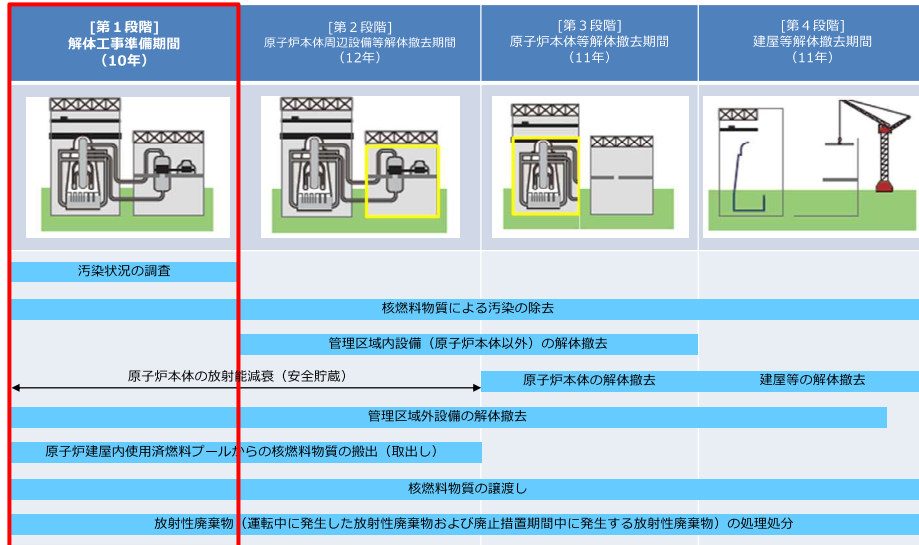 [第１段階]
解体工事準備期間
（10年）
[第２段階]
原子炉本体周辺設備等解体撤去期間
（12年）
[第３段階]
原子炉本体等解体撤去期間
（11年）
[第４段階]
建屋等解体撤去期間
（11年）
汚染状況の調査
核燃料物質による汚染の除去
管理区域内設備（原子炉本体以外）の解体撤去
原子炉本体の放射能減衰（安全貯蔵）
原子炉本体の解体撤去
建屋等の解体撤去
管理区域外設備の解体撤去
原子炉建屋内使用済燃料プールからの核燃料物質の搬出（取出し）
核燃料物質の譲渡し
放射性廃棄物（運転中に発生した放射性廃棄物および廃止措置期間中に発生する放射性廃棄物）の処理処分